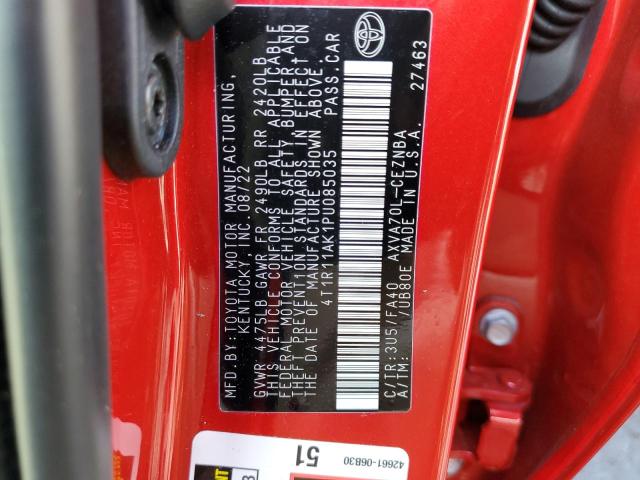 MFD.BY:TOYOTA MOTOR MANUFACTURING,
KENTUCKY, INC. 08/22
GVWR 4475LB GAWR FR 2490LB RR 2420LB
THIS VEHICLE CONFORMS TO ALL APPLICABLE
FEDERAL MOTOR VEHICLE SAFETY, BUMPER, AND
THEFT PREVENTION STANDARDS IN EFFECT ON
THE DATE OF MANUFACTURE SHOWN ABOVE.
4T1R11AK1PU085035 PASS.CAR
C/TR:3U5/FA40 AXVA70L-CEZNBA
A/TM: /UB80E MADE IN U.S.A. 27463
51
42661-06B30